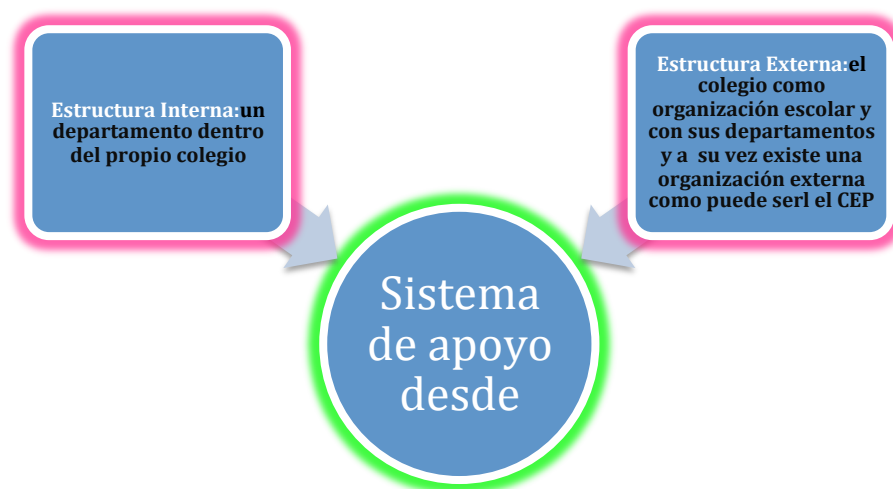 Estructura Interna:un
departamento dentro
del propio colegio
Estructura Externa:el
colegio como
organización escolar y
con sus departamentos
y a su vez existe una
organización externa
como puede serl el CEP
Sistema
de apoyo
desde